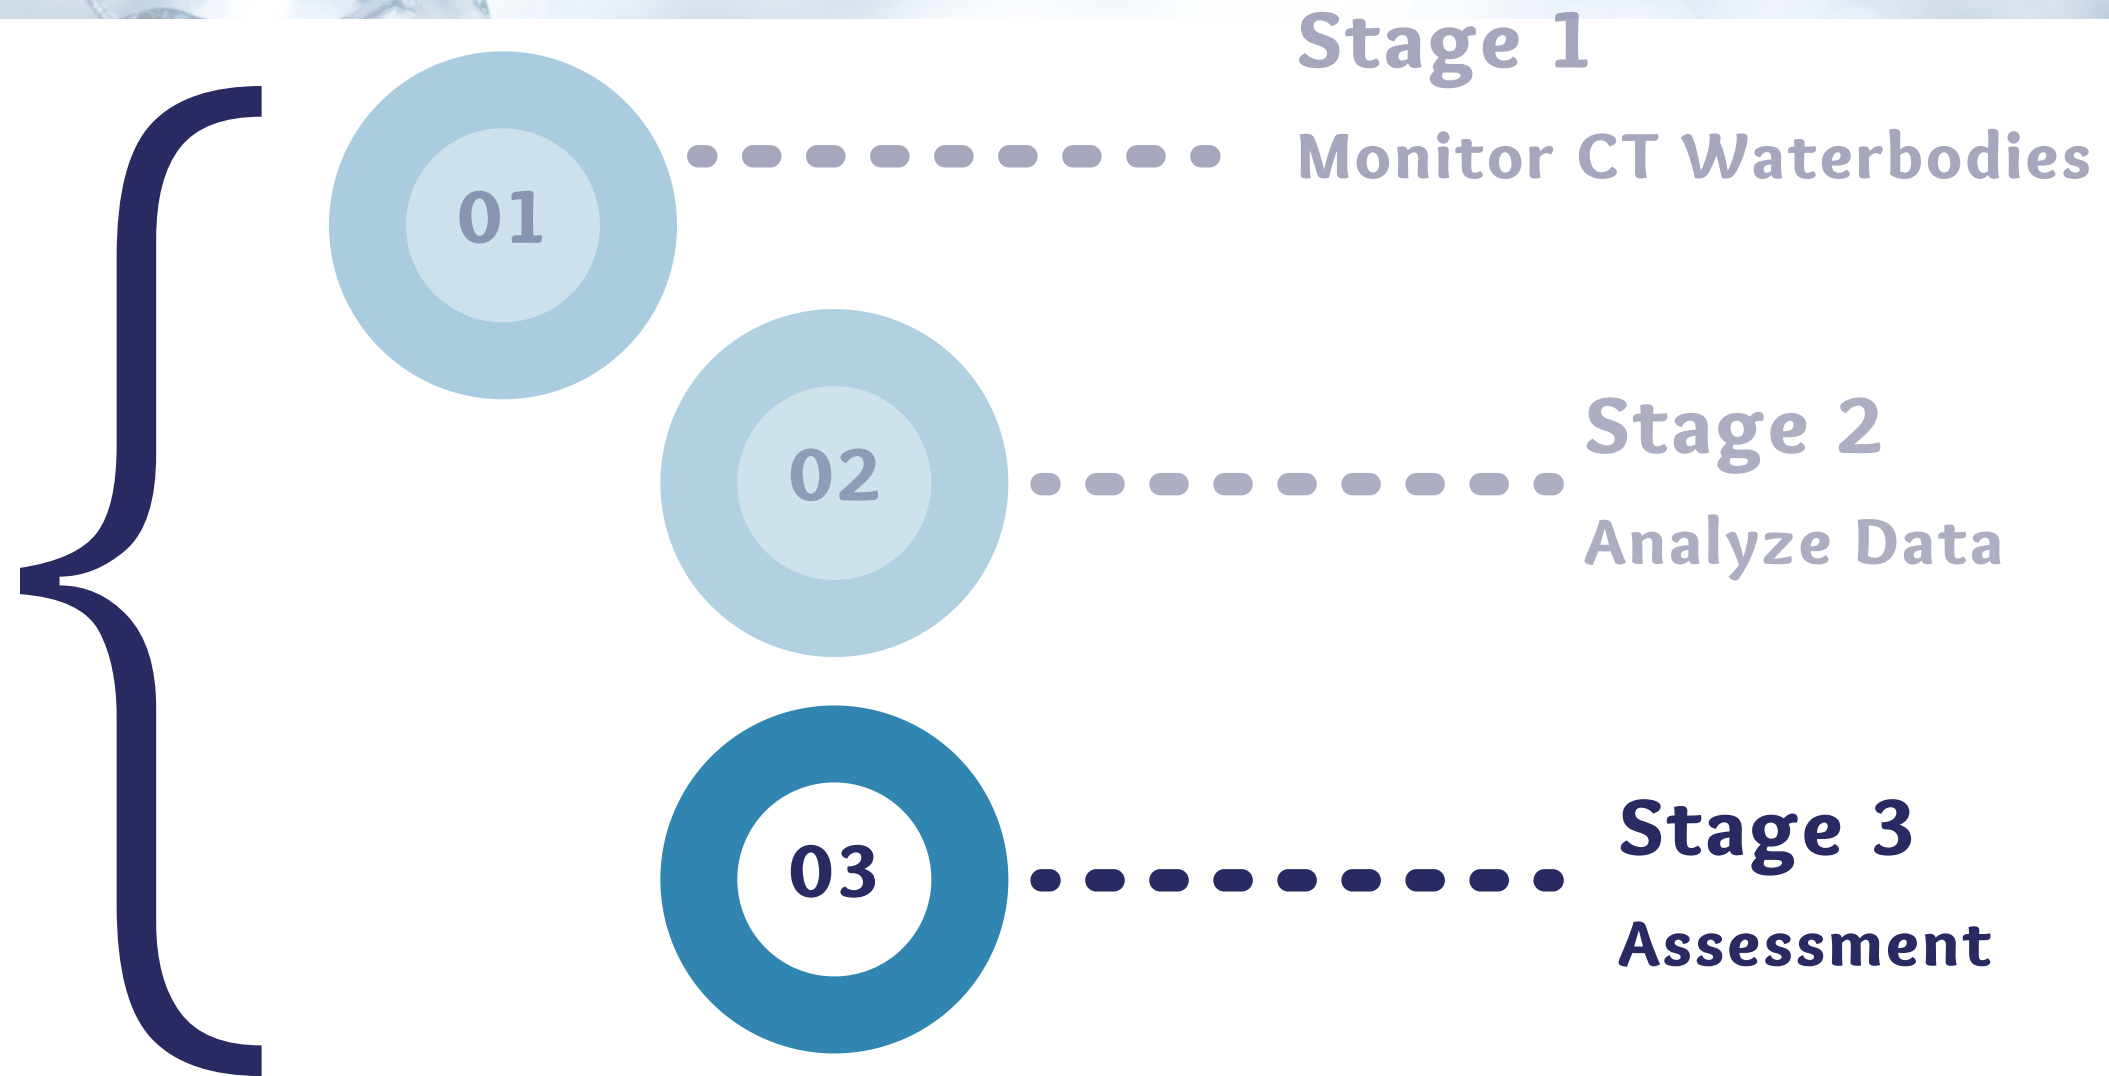 Stage 1
01
Monitor CT Waterbodies
Stage 2
02
Analyze Data
Stage 3
03
Assessment